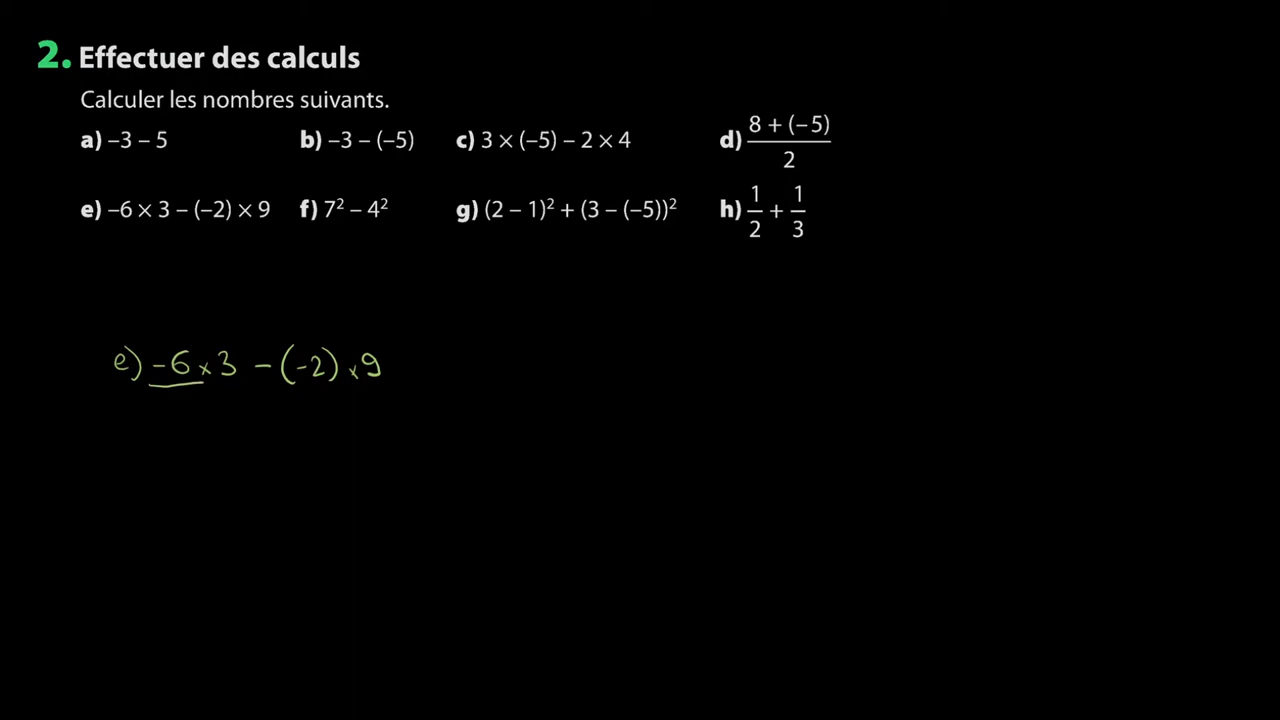 2. Effectuer des calculs
Calculer les nombres suivants.
a) –3 – 5 b) –3 – (–5) c) 3 × (–5) – 2 × 4 d) (8 + (–5))/2
e) –6 × 3 – (–2) × 9 f) 7² – 4² g) (2 – 1)² + (3 – (–5))² h) 1/2 + 1/3
e) -6 × 3 - (-2) × 9